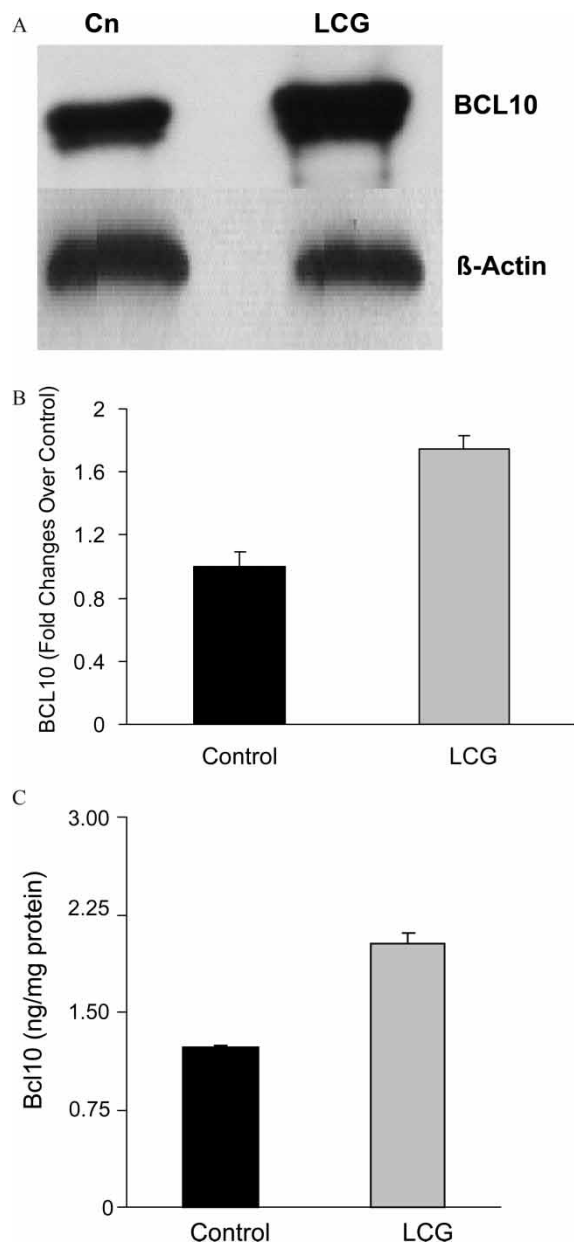 A
Cn LCG
BCL10
ß-Actin
B
BCL10 (Fold Changes Over Control)
2
1.6
1.2
0.8
0.4
0
Control LCG
C
Bcl10 (ng/mg protein)
3.00
2.25
1.50
0.75
0
Control LCG